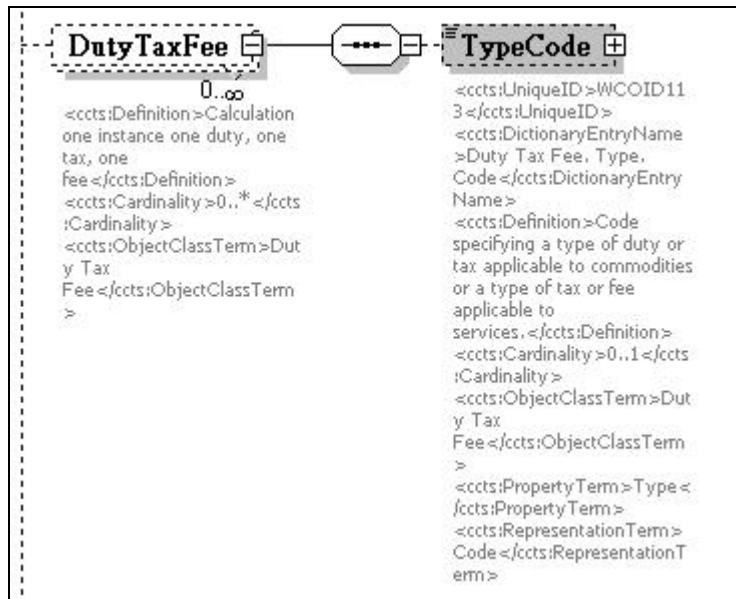 DutyTaxFee
0..∞
<ccts:Definition>Calculation
one instance one duty, one
tax, one
fee</ccts:Definition>
<ccts:Cardinality>0..*</ccts
:Cardinality>
<ccts:ObjectClassTerm>Dut
y Tax
Fee</ccts:ObjectClassTerm
>
TypeCode
<ccts:UniqueID>WCOID11
3</ccts:UniqueID>
<ccts:DictionaryEntryName
>Duty Tax Fee. Type.
Code</ccts:DictionaryEntry
Name>
<ccts:Definition>Code
specifying a type of duty or
tax applicable to commodities
or a type of tax or fee
applicable to
services.</ccts:Definition>
<ccts:Cardinality>0..1</ccts
:Cardinality>
<ccts:ObjectClassTerm>Dut
y Tax
Fee</ccts:ObjectClassTerm
>
<ccts:PropertyTerm>Type<
/ccts:PropertyTerm>
<ccts:RepresentationTerm>
Code</ccts:RepresentationT
erm>